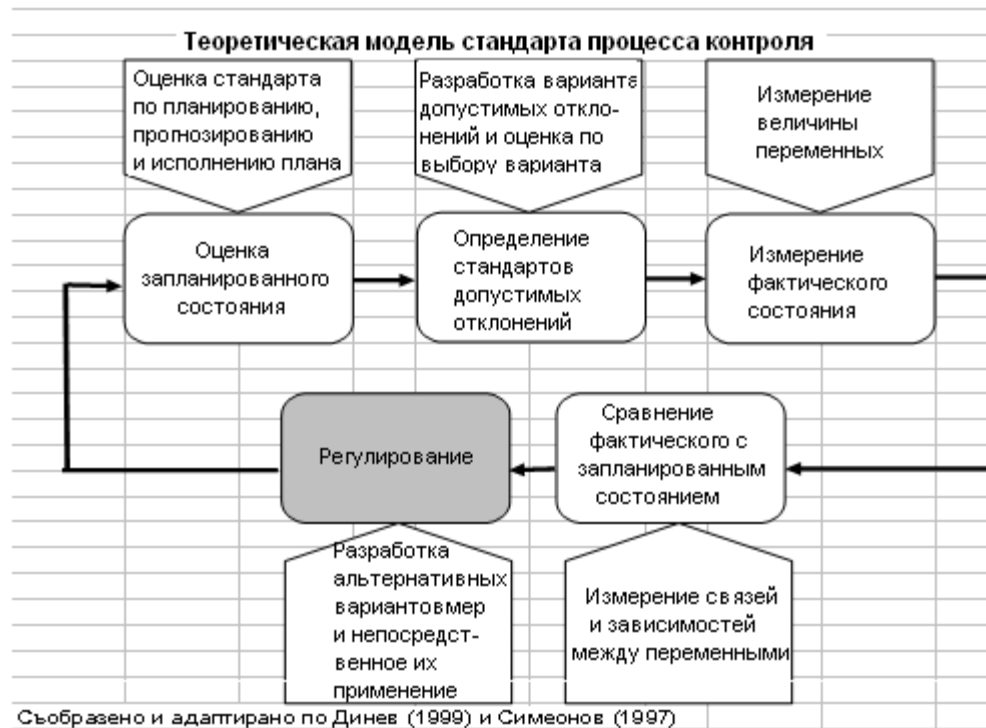 Теоретическая модель стандарта процесса контроля
Оценка стандарта
по планированию,
прогнозированию
и исполнению плана
Разработка варианта
допустимых откло-
нений и оценка по
выбору варианта
Измерение
величины
переменных
Оценка
запланированного
состояния
Определение
стандартов
допустимых
отклонений
Измерение
фактического
состояния
Регулирование
Сравнение
фактического с
запланированным
состоянием
Разработка
альтернативных
вариантовмер
и непосредст-
венное их
применение
Измерение связей
и зависимостей
между переменными
Съобразено и адаптирано по Динев (1999) и Симеонов (1997)